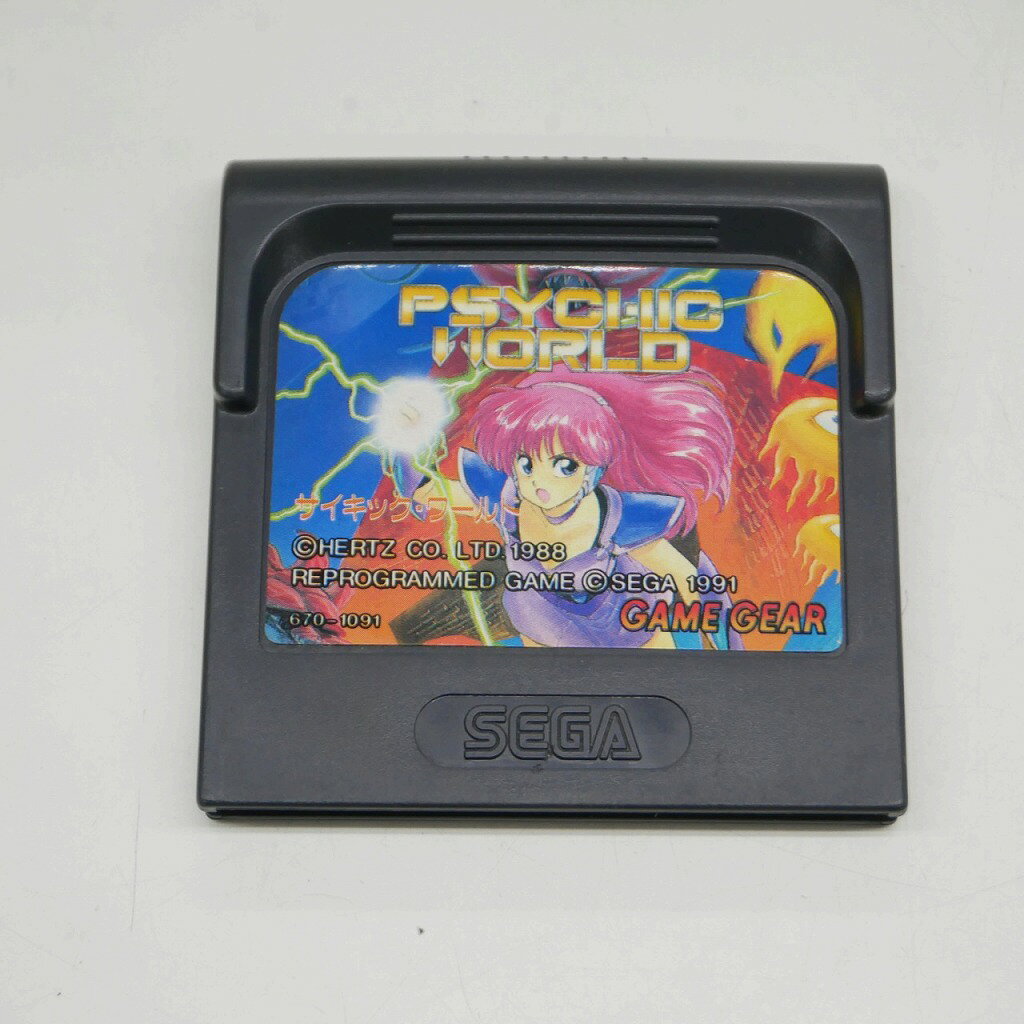 PSYCHIC
WORLD
サイキック・ワールド
©HERTZ CO. LTD. 1988
REPROGRAMMED GAME ©SEGA 1991
670-1091
GAME GEAR
SEGA